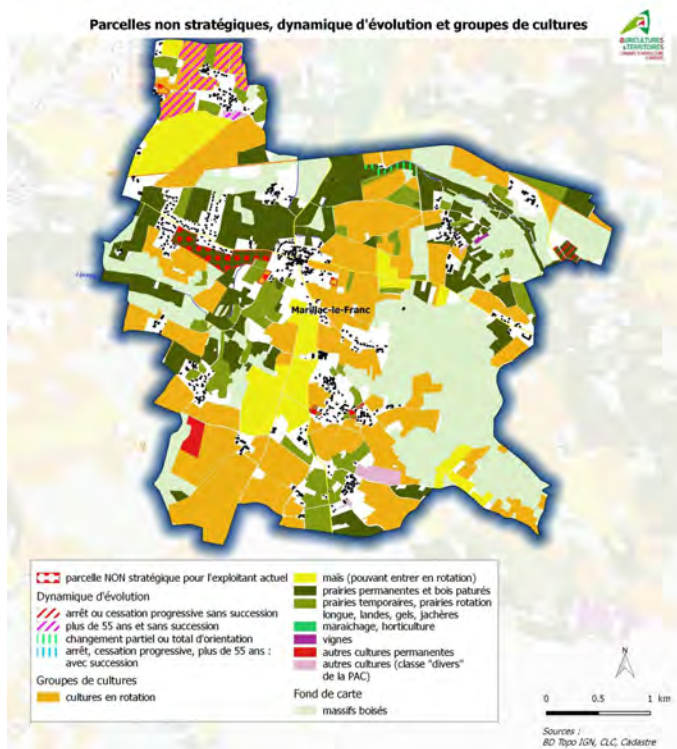 Parcelles non stratégiques, dynamique d'évolution et groupes de cultures
AGRICULTURES
& TERRITOIRES
Marillac-le-Franc
parcelle NON stratégique pour l'exploitant actuel
Dynamique d'évolution
arrêt ou cessation progressive sans succession
plus de 55 ans et sans succession
changement partiel ou total d'orientation
arrêt, cessation progressive, plus de 55 ans :
avec succession
Groupes de cultures
cultures en rotation
maïs (pouvant entrer en rotation)
prairies permanentes et bois paturés
prairies temporaires, prairies rotation
longue, landes, gels, jachères
maraichage, horticulture
vignes
autres cultures permanentes
autres cultures (classe "divers"
de la PAC)
Fond de carte
massifs boisés
N
0 0.5 1 km
Sources :
BD Topo IGN, CLC, Cadastre